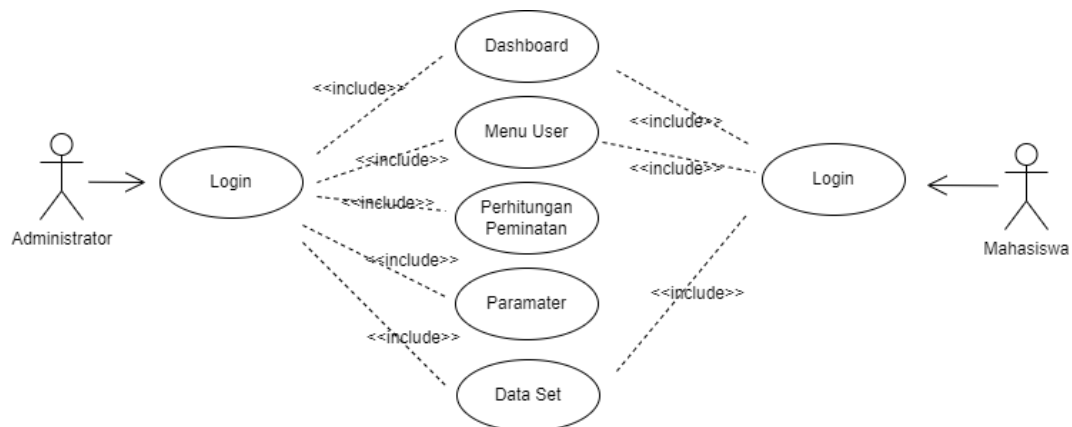 Dashboard
<<include>>
<<include>>
Menu User
<<include>>
<<include>>
Login
Login
<<include>>
Perhitungan
Peminatan
Administrator
Mahasiswa
<<include>>
<<include>>
Paramater
<<include>>
Data Set